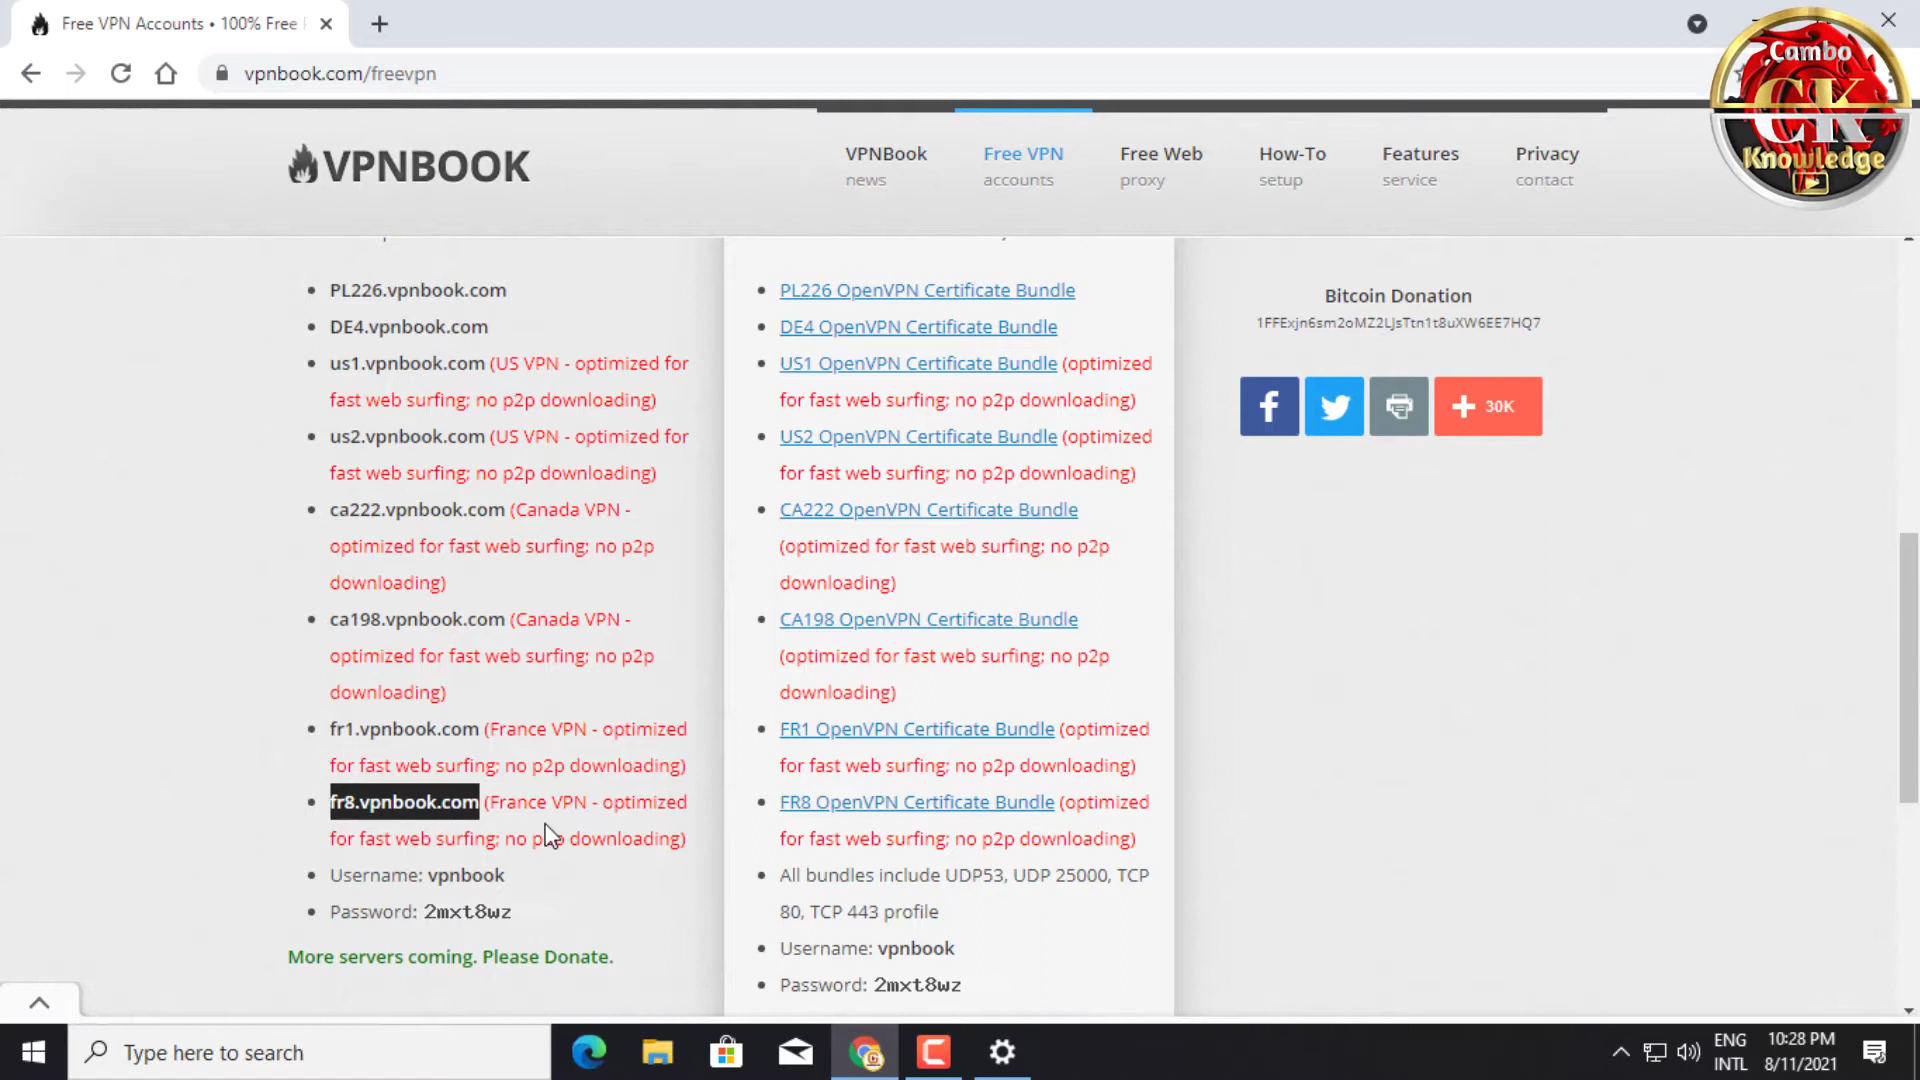 Free VPN Accounts • 100% Free
vpnbook.com/freevpn
Cambo
CK
Knowledge
VPNBOOK
VPNBook
news
Free VPN
accounts
Free Web
proxy
How-To
setup
Features
service
Privacy
contact
PL226.vpnbook.com
DE4.vpnbook.com
us1.vpnbook.com (US VPN - optimized for
fast web surfing; no p2p downloading)
us2.vpnbook.com (US VPN - optimized for
fast web surfing; no p2p downloading)
ca222.vpnbook.com (Canada VPN -
optimized for fast web surfing; no p2p
downloading)
ca198.vpnbook.com (Canada VPN -
optimized for fast web surfing; no p2p
downloading)
fr1.vpnbook.com (France VPN - optimized
for fast web surfing; no p2p downloading)
fr8.vpnbook.com (France VPN - optimized
for fast web surfing; no p2p downloading)
Username: vpnbook
Password: 2mxt8wz
More servers coming. Please Donate.
PL226 OpenVPN Certificate Bundle
DE4 OpenVPN Certificate Bundle
US1 OpenVPN Certificate Bundle (optimized
for fast web surfing; no p2p downloading)
US2 OpenVPN Certificate Bundle (optimized
for fast web surfing; no p2p downloading)
CA222 OpenVPN Certificate Bundle
(optimized for fast web surfing; no p2p
downloading)
CA198 OpenVPN Certificate Bundle
(optimized for fast web surfing; no p2p
downloading)
FR1 OpenVPN Certificate Bundle (optimized
for fast web surfing; no p2p downloading)
FR8 OpenVPN Certificate Bundle (optimized
for fast web surfing; no p2p downloading)
All bundles include UDP53, UDP 25000, TCP
80, TCP 443 profile
Username: vpnbook
Password: 2mxt8wz
Bitcoin Donation
1FFExjn6sm2oMZ2LJsTtn1t8uXW6EE7HQ7
30K
Type here to search
ENG
INTL
10:28 PM
8/11/2021